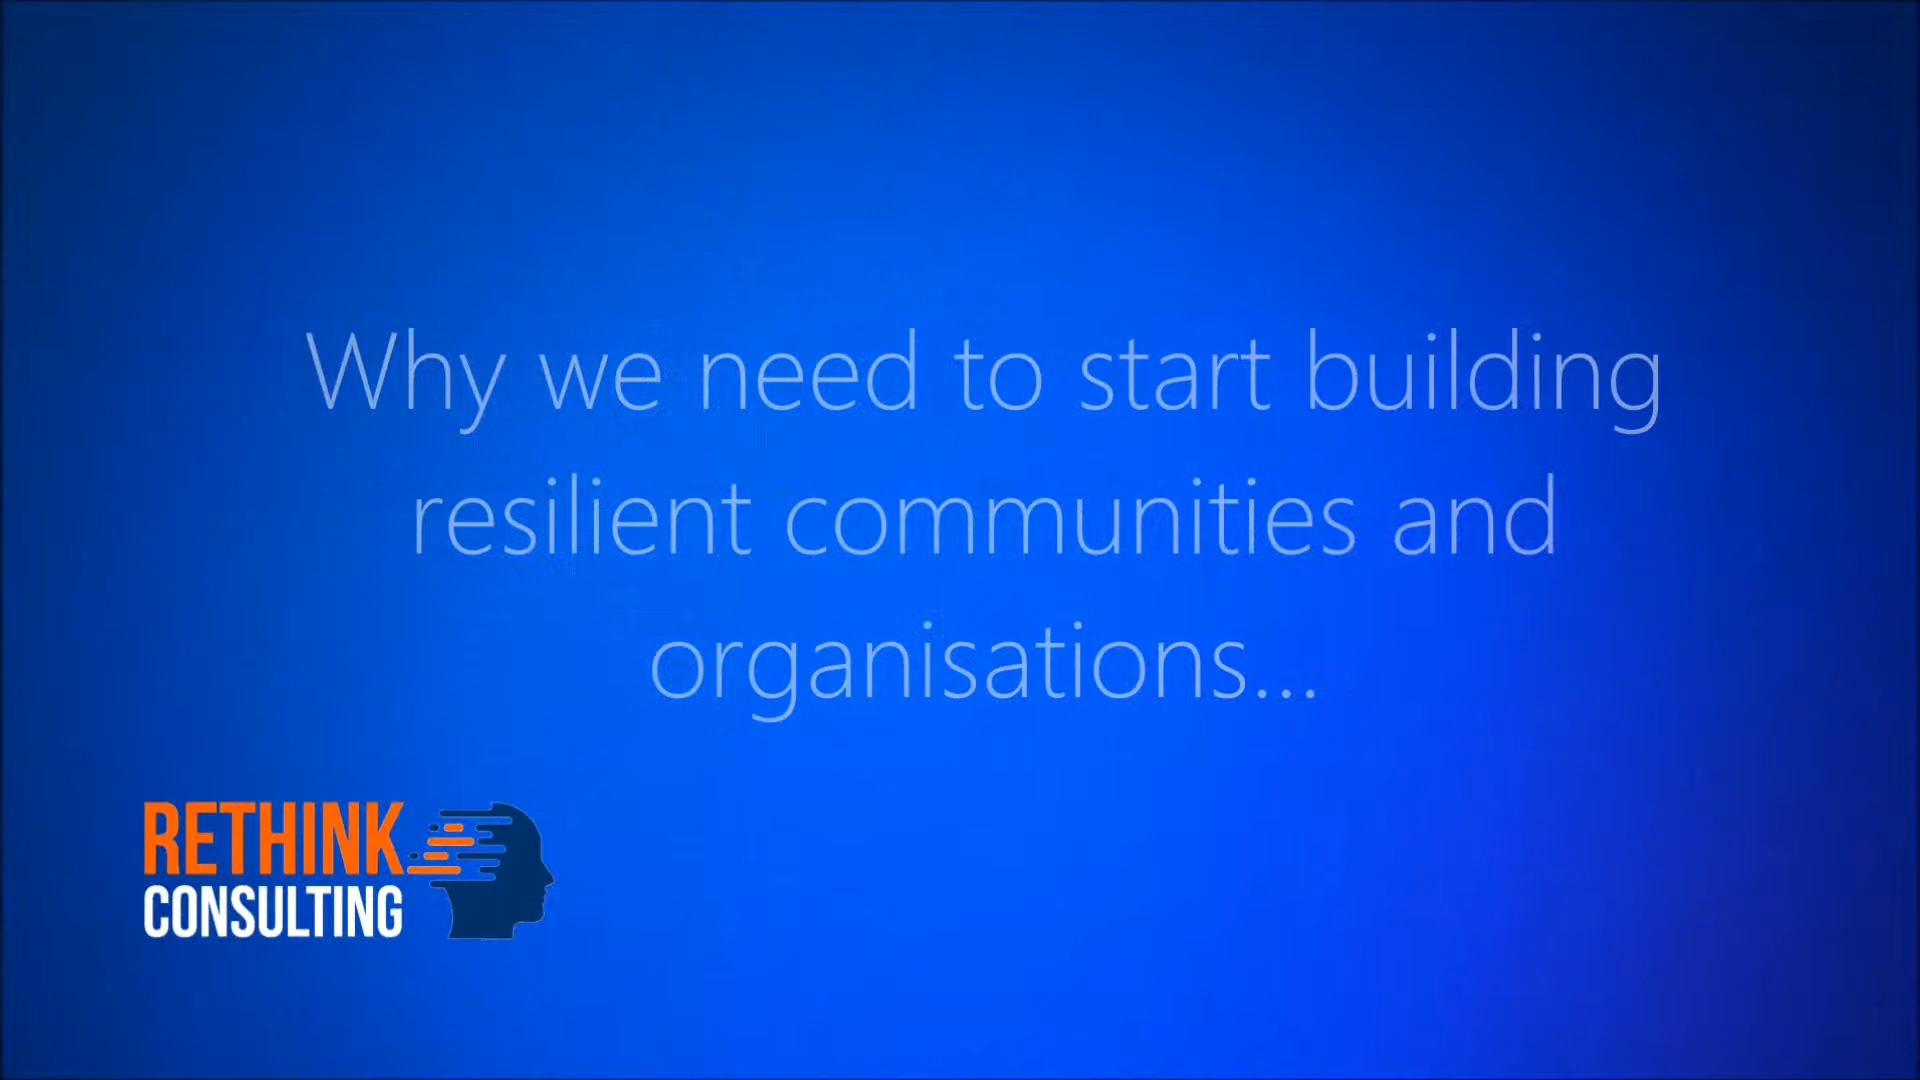 Why we need to start building
resilient communities and
organisations...
RETHINK
CONSULTING